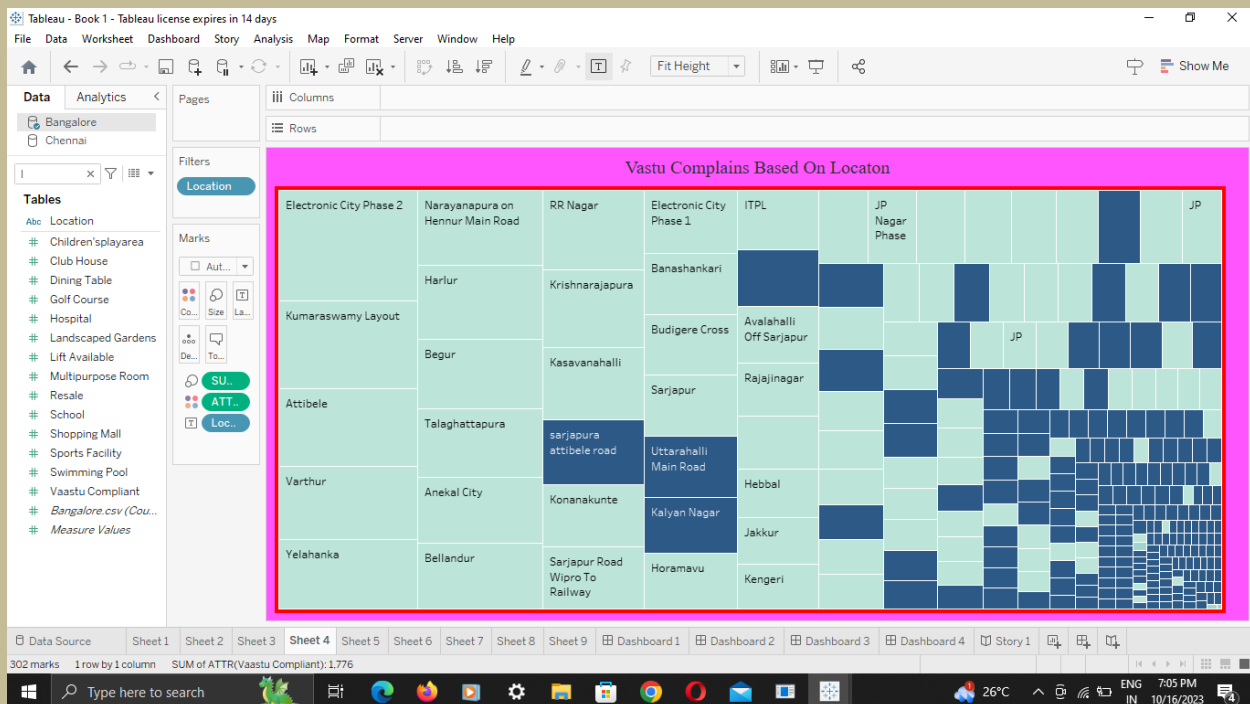 Tableau - Book 1 - Tableau license expires in 14 days
File Data Worksheet Dashboard Story Analysis Map Format Server Window Help
Fit Height
Show Me
Data Analytics
Bangalore
Chennai
l
Tables
Abc Location
# Children'splayarea
# Club House
# Dining Table
# Golf Course
# Hospital
# Landscaped Gardens
# Lift Available
# Multipurpose Room
# Resale
# School
# Shopping Mall
# Sports Facility
# Swimming Pool
# Vaastu Compliant
# Bangalore.csv (Cou...
# Measure Values
Pages
Filters
Location
Marks
Aut...
Co... Size La...
De... To...
SU..
ATT..
Loc..
Columns
Rows
Vastu Complains Based On Locaton
Electronic City Phase 2
Kumaraswamy Layout
Attibele
Varthur
Yelahanka
Narayanapura on
Hennur Main Road
Harlur
Begur
Talaghattapura
Anekal City
Bellandur
RR Nagar
Krishnarajapura
Kasavanahalli
sarjapura
attibele road
Konanakunte
Sarjapur Road
Wipro To
Railway
Electronic City
Phase 1
Banashankari
Budigere Cross
Sarjapur
Uttarahalli
Main Road
Kalyan Nagar
Horamavu
ITPL
Avalahalli
Off Sarjapur
Rajajinagar
Hebbal
Jakkur
Kengeri
JP
Nagar
Phase
JP
JP
Data Source Sheet 1 Sheet 2 Sheet 3 Sheet 4 Sheet 5 Sheet 6 Sheet 7 Sheet 8 Sheet 9 Dashboard 1 Dashboard 2 Dashboard 3 Dashboard 4 Story 1
302 marks 1 row by 1 column SUM of ATTR(Vaastu Compliant): 1,776
Type here to search
1
26°C
ENG
IN
7:05 PM
10/16/2023
4